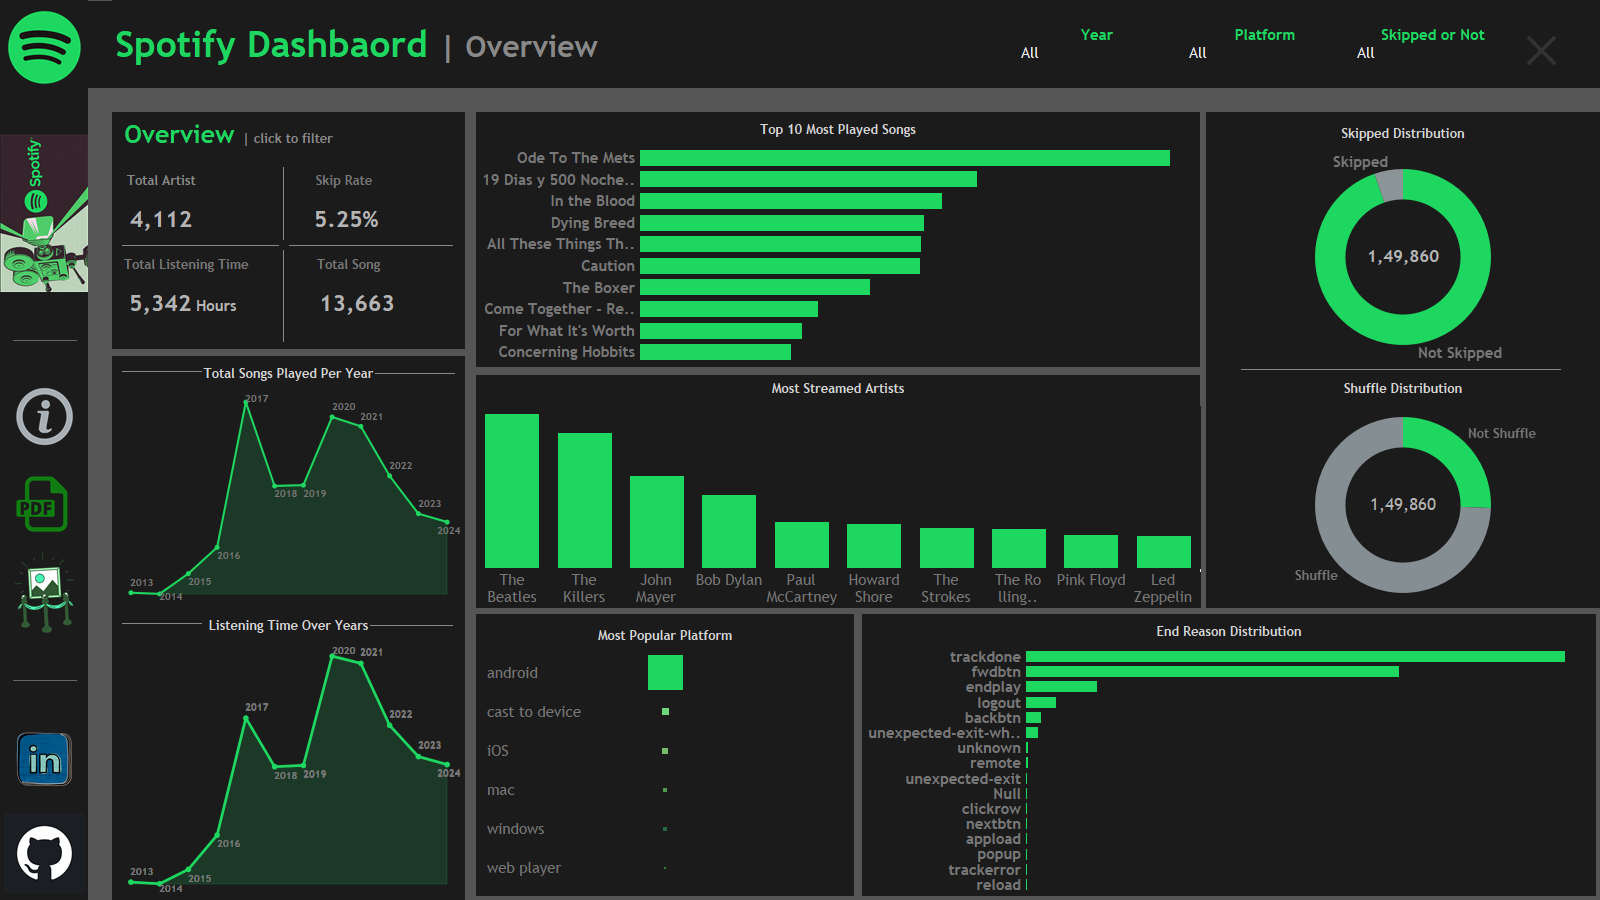 Spotify Dashbaord | Overview
Year
All
Platform
All
Skipped or Not
All
Spotify
PDF
in
Overview | click to filter
Total Artist
4,112
Skip Rate
5.25%
Total Listening Time
5,342 Hours
Total Song
13,663
Total Songs Played Per Year
2013
2014
2015
2016
2017
2018
2019
2020
2021
2022
2023
2024
Listening Time Over Years
2013
2014
2015
2016
2017
2018
2019
2020
2021
2022
2023
2024
Top 10 Most Played Songs
Ode To The Mets
19 Dias y 500 Noche..
In the Blood
Dying Breed
All These Things Th..
Caution
The Boxer
Come Together - Re..
For What It's Worth
Concerning Hobbits
Most Streamed Artists
The
Beatles
The
Killers
John
Mayer
Bob Dylan
Paul
McCartney
Howard
Shore
The
Strokes
The Ro
lling..
Pink Floyd
Led
Zeppelin
Skipped Distribution
Skipped
1,49,860
Not Skipped
Shuffle Distribution
Not Shuffle
1,49,860
Shuffle
Most Popular Platform
android
cast to device
iOS
mac
windows
web player
End Reason Distribution
trackdone
fwdbtn
endplay
logout
backbtn
unexpected-exit-wh..
unknown
remote
unexpected-exit
Null
clickrow
nextbtn
appload
popup
trackerror
reload